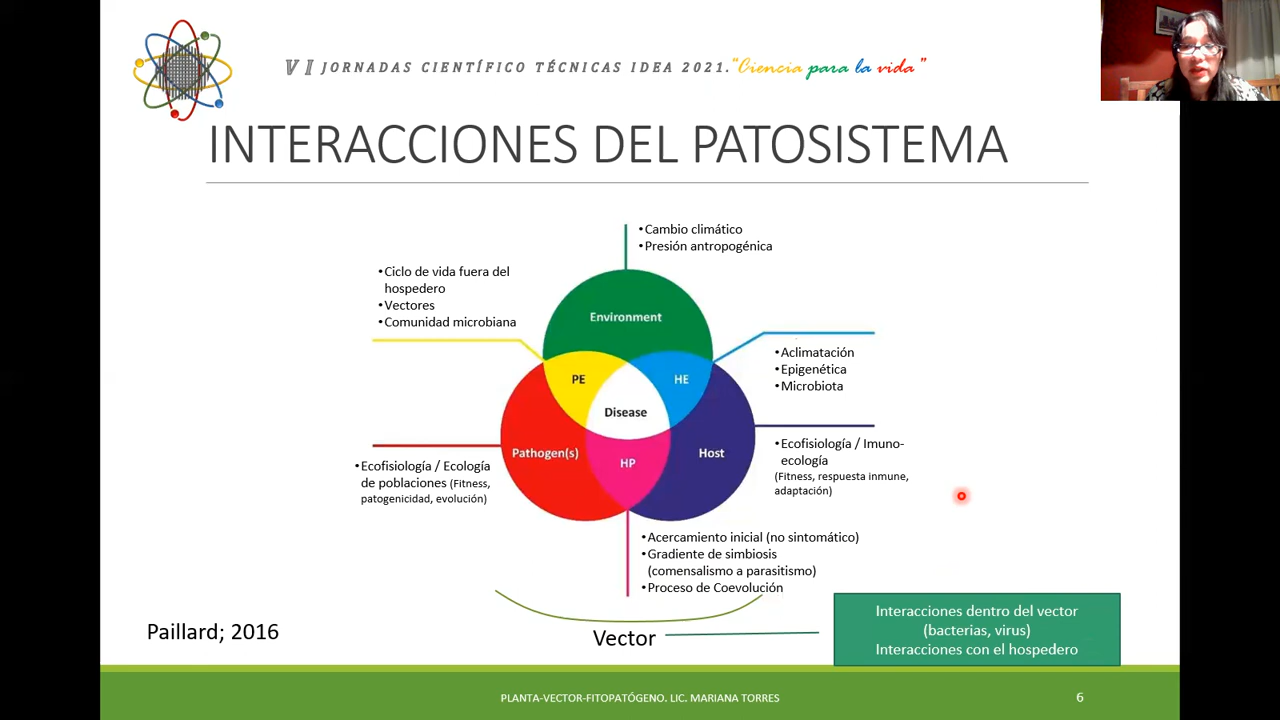 VI JORNADAS CIENTÍFICO TÉCNICAS IDEA 2021. "Ciencia para la vida"
INTERACCIONES DEL PATOSISTEMA
•Cambio climático
•Presión antropogénica
•Ciclo de vida fuera del
hospedero
•Vectores
•Comunidad microbiana
Environment
•Aclimatación
•Epigenética
•Microbiota
PE
HE
Disease
Pathogen(s)
HP
Host
•Ecofisiología / Imuno-
ecología
(Fitness, respuesta inmune,
adaptación)
•Ecofisiología / Ecología
de poblaciones (Fitness,
patogenicidad, evolución)
•Acercamiento inicial (no sintomático)
•Gradiente de simbiosis
(comensalismo a parasitismo)
•Proceso de Coevolución
Paillard; 2016
Vector
Interacciones dentro del vector
(bacterias, virus)
Interacciones con el hospedero
PLANTA-VECTOR-FITOPATÓGENO. LIC. MARIANA TORRES
6